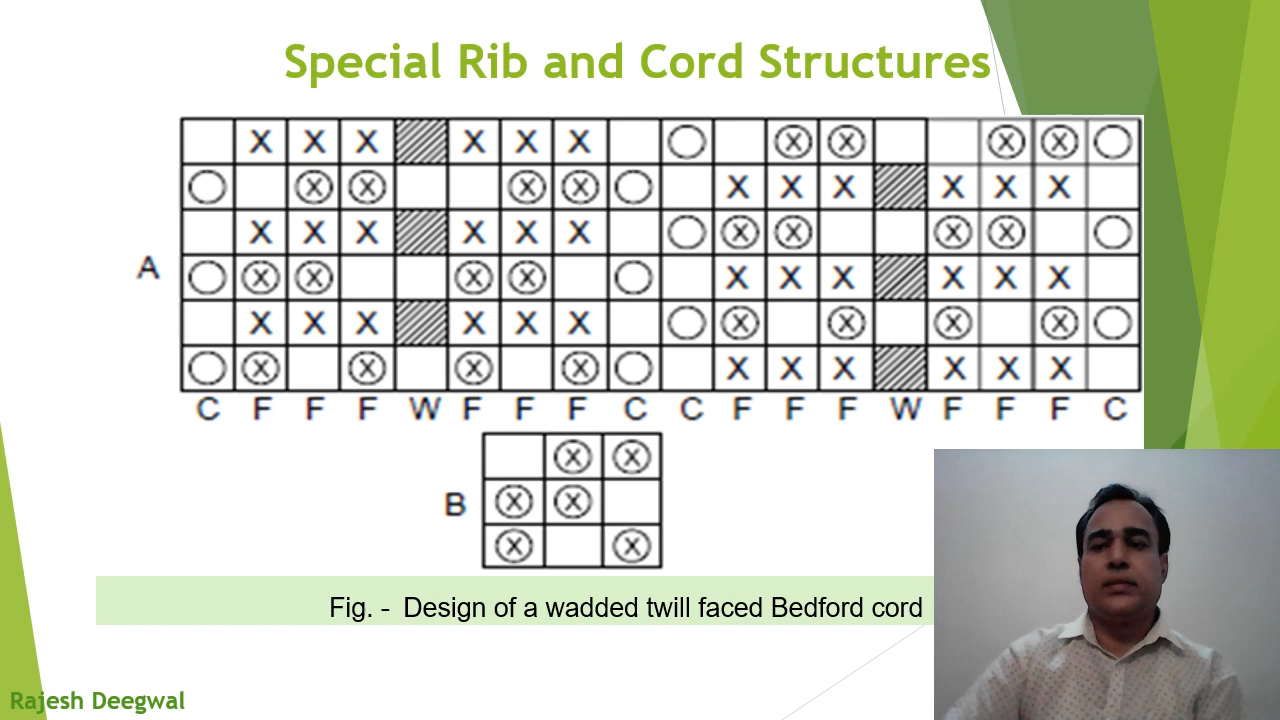 Special Rib and Cord Structures
X X X X X X X X X X
X X X X X X X X X X
X X X X X X X X X X
A
X X X X X X X X X X
X X X X X X X X X X
X X X X X X X X X X
C F F F W F F F C C F F F W F F F C
X X
B
X X
X X
Fig. - Design of a wadded twill faced Bedford cord
Rajesh Deegwal